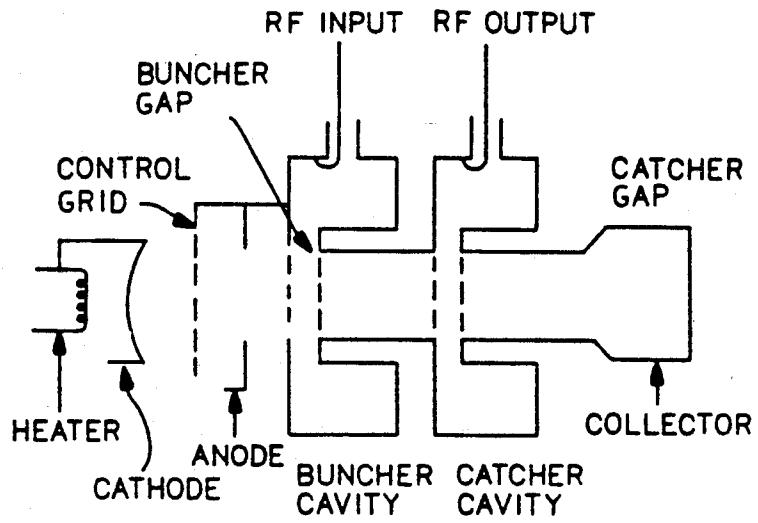 RF INPUT
RF OUTPUT
BUNCHER
GAP
CONTROL
GRID
CATCHER
GAP
HEATER
CATHODE
ANODE
BUNCHER
CAVITY
CATCHER
CAVITY
COLLECTOR